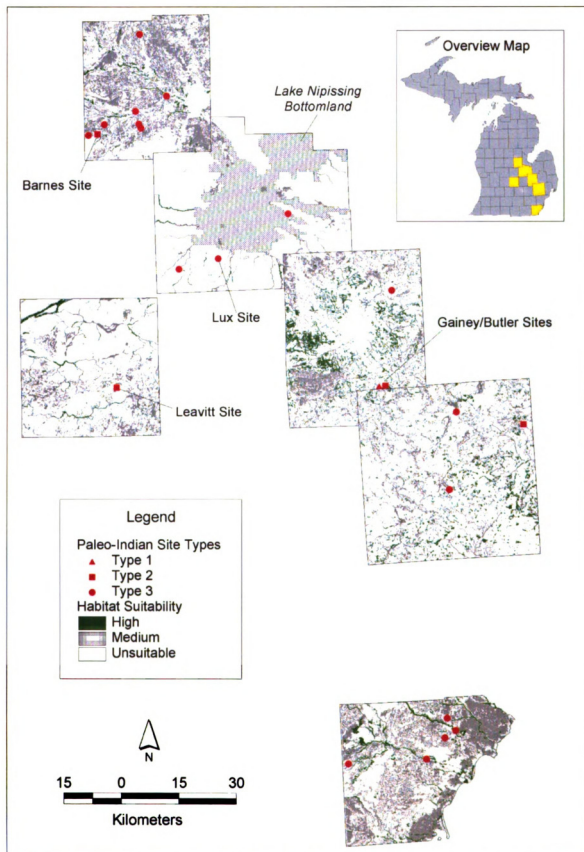 Overview Map
Lake Nipissing
Bottomland
Barnes Site
Lux Site
Gainey/Butler Sites
Leavitt Site
Legend
Paleo-Indian Site Types
Type 1
Type 2
Type 3
Habitat Suitability
High
Medium
Unsuitable
N
15 0 15 30
Kilometers